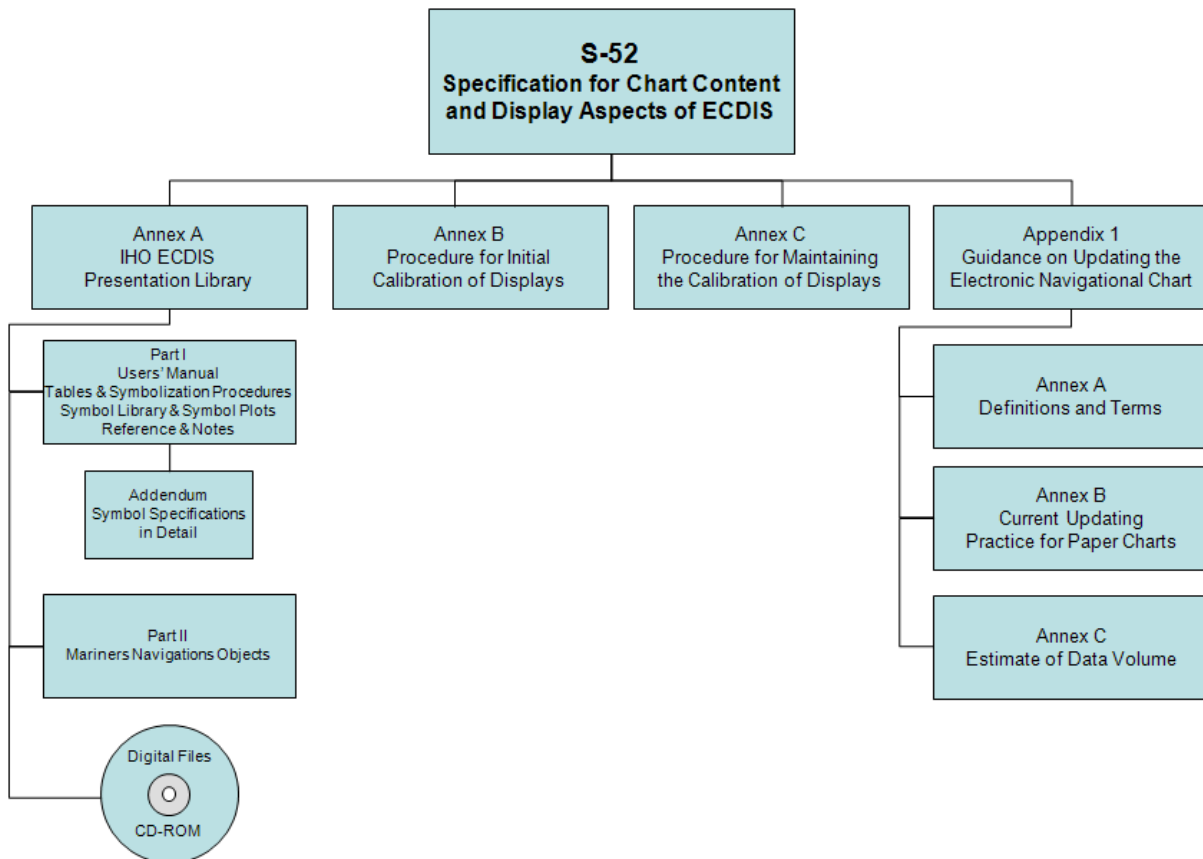 S-52
Specification for Chart Content
and Display Aspects of ECDIS
Annex A
IHO ECDIS
Presentation Library
Annex B
Procedure for Initial
Calibration of Displays
Annex C
Procedure for Maintaining
the Calibration of Displays
Appendix 1
Guidance on Updating the
Electronic Navigational Chart
Part I
Users' Manual
Tables & Symbolization Procedures
Symbol Library & Symbol Plots
Reference & Notes
Addendum
Symbol Specifications
in Detail
Part II
Mariners Navigations Objects
Digital Files
CD-ROM
Annex A
Definitions and Terms
Annex B
Current Updating
Practice for Paper Charts
Annex C
Estimate of Data Volume